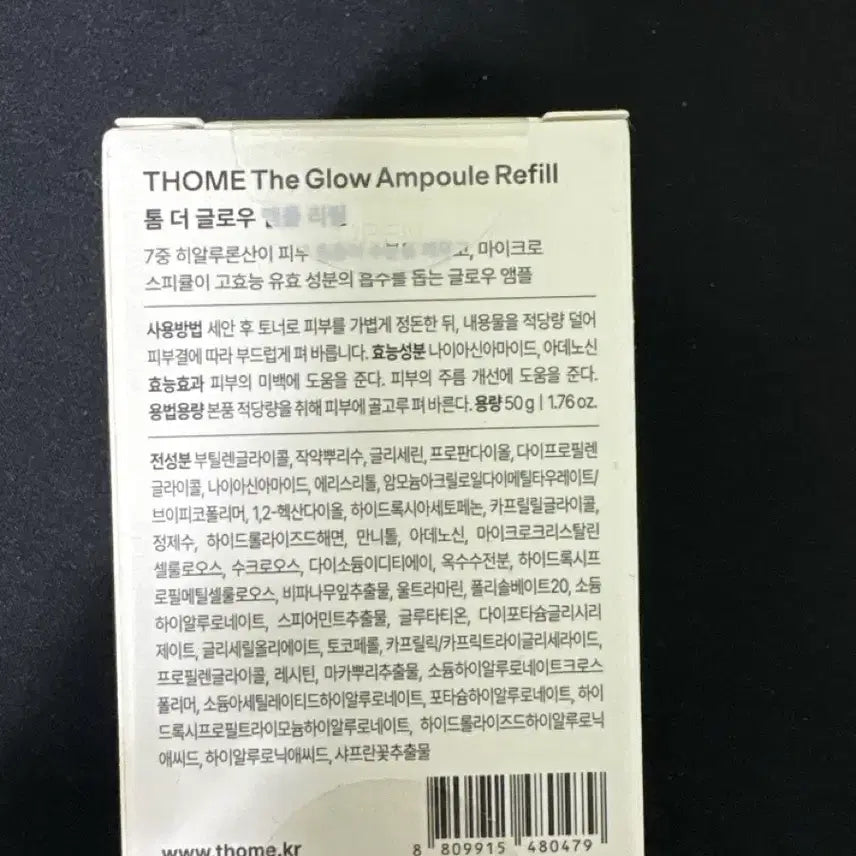 THOME The Glow Ampoule Refill
톰 더 글로우 앰플 리필
7중 히알루론산이 피부 고, 마이크로
스피큘이 고효능 유효 성분의 흡수를 돕는 글로우 앰플
사용방법 세안 후 토너로 피부를 가볍게 정돈한 뒤, 내용물을 적당량 덜어
피부결에 따라 부드럽게 펴 바릅니다. 효능성분 나이아신아마이드, 아데노신
효능효과 피부의 미백에 도움을 준다. 피부의 주름 개선에 도움을 준다.
용법용량 본품 적당량을 취해 피부에 골고루 펴 바른다. 용량 50g | 1.76 oz.
전성분 부틸렌글라이콜, 작약뿌리수, 글리세린, 프로판다이올, 다이프로필렌
글라이콜, 나이아신아마이드, 에리스리톨, 암모늄아크릴로일다이메틸타우레이트/
브이피코폴리머, 1,2-헥산다이올, 하이드록시아세토페논, 카프릴릴글라이콜,
정제수, 하이드롤라이즈드해면, 만니톨, 아데노신, 마이크로크리스탈린
셀룰로오스, 수크로오스, 다이소듐이디티에이, 옥수수전분, 하이드록시프
로필메틸셀룰로오스, 비파나무잎추출물, 울트라마린, 폴리솔베이트20, 소듐
하이알루로네이트, 스피어민트추출물, 글루타티온, 다이포타슘글리시리
제이트, 글리세릴올리에이트, 토코페롤, 카프릴릭/카프릭트라이글리세라이드,
프로필렌글라이콜, 레시틴, 마카뿌리추출물, 소듐하이알루로네이트크로스
폴리머, 소듐아세틸레이티드하이알루로네이트, 포타슘하이알루로네이트, 하이
드록시프로필트라이모늄하이알루로네이트, 하이드롤라이즈드하이알루로닉
애씨드, 하이알루로닉애씨드, 샤프란꽃추출물
www.thome.kr
8 809915 480479